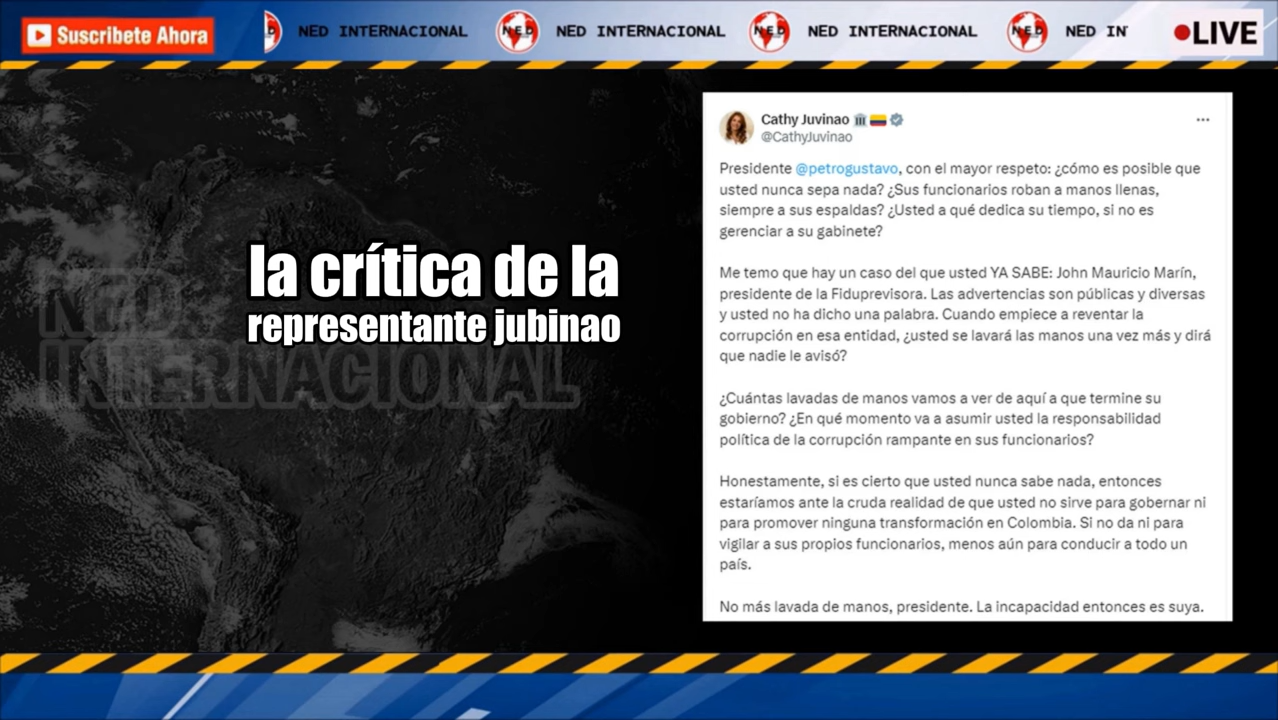 Suscribete Ahora
NED INTERNACIONAL
NED
NED INTERNACIONAL
NED
NED INTERNACIONAL
NED
NED IN
LIVE
NED
INTERNACIONAL
la crítica de la
representante jubinao
Cathy Juvinao
@CathyJuvinao
Presidente @petrogustavo, con el mayor respeto: ¿cómo es posible que
usted nunca sepa nada? ¿Sus funcionarios roban a manos llenas,
siempre a sus espaldas? ¿Usted a qué dedica su tiempo, si no es
gerenciar a su gabinete?
Me temo que hay un caso del que usted YA SABE: John Mauricio Marín,
presidente de la Fiduprevisora. Las advertencias son públicas y diversas
y usted no ha dicho una palabra. Cuando empiece a reventar la
corrupción en esa entidad, ¿usted se lavará las manos una vez más y dirá
que nadie le avisó?
¿Cuántas lavadas de manos vamos a ver de aquí a que termine su
gobierno? ¿En qué momento va a asumir usted la responsabilidad
política de la corrupción rampante en sus funcionarios?
Honestamente, si es cierto que usted nunca sabe nada, entonces
estaríamos ante la cruda realidad de que usted no sirve para gobernar ni
para promover ninguna transformación en Colombia. Si no da ni para
vigilar a sus propios funcionarios, menos aún para conducir a todo un
país.
No más lavada de manos, presidente. La incapacidad entonces es suya.